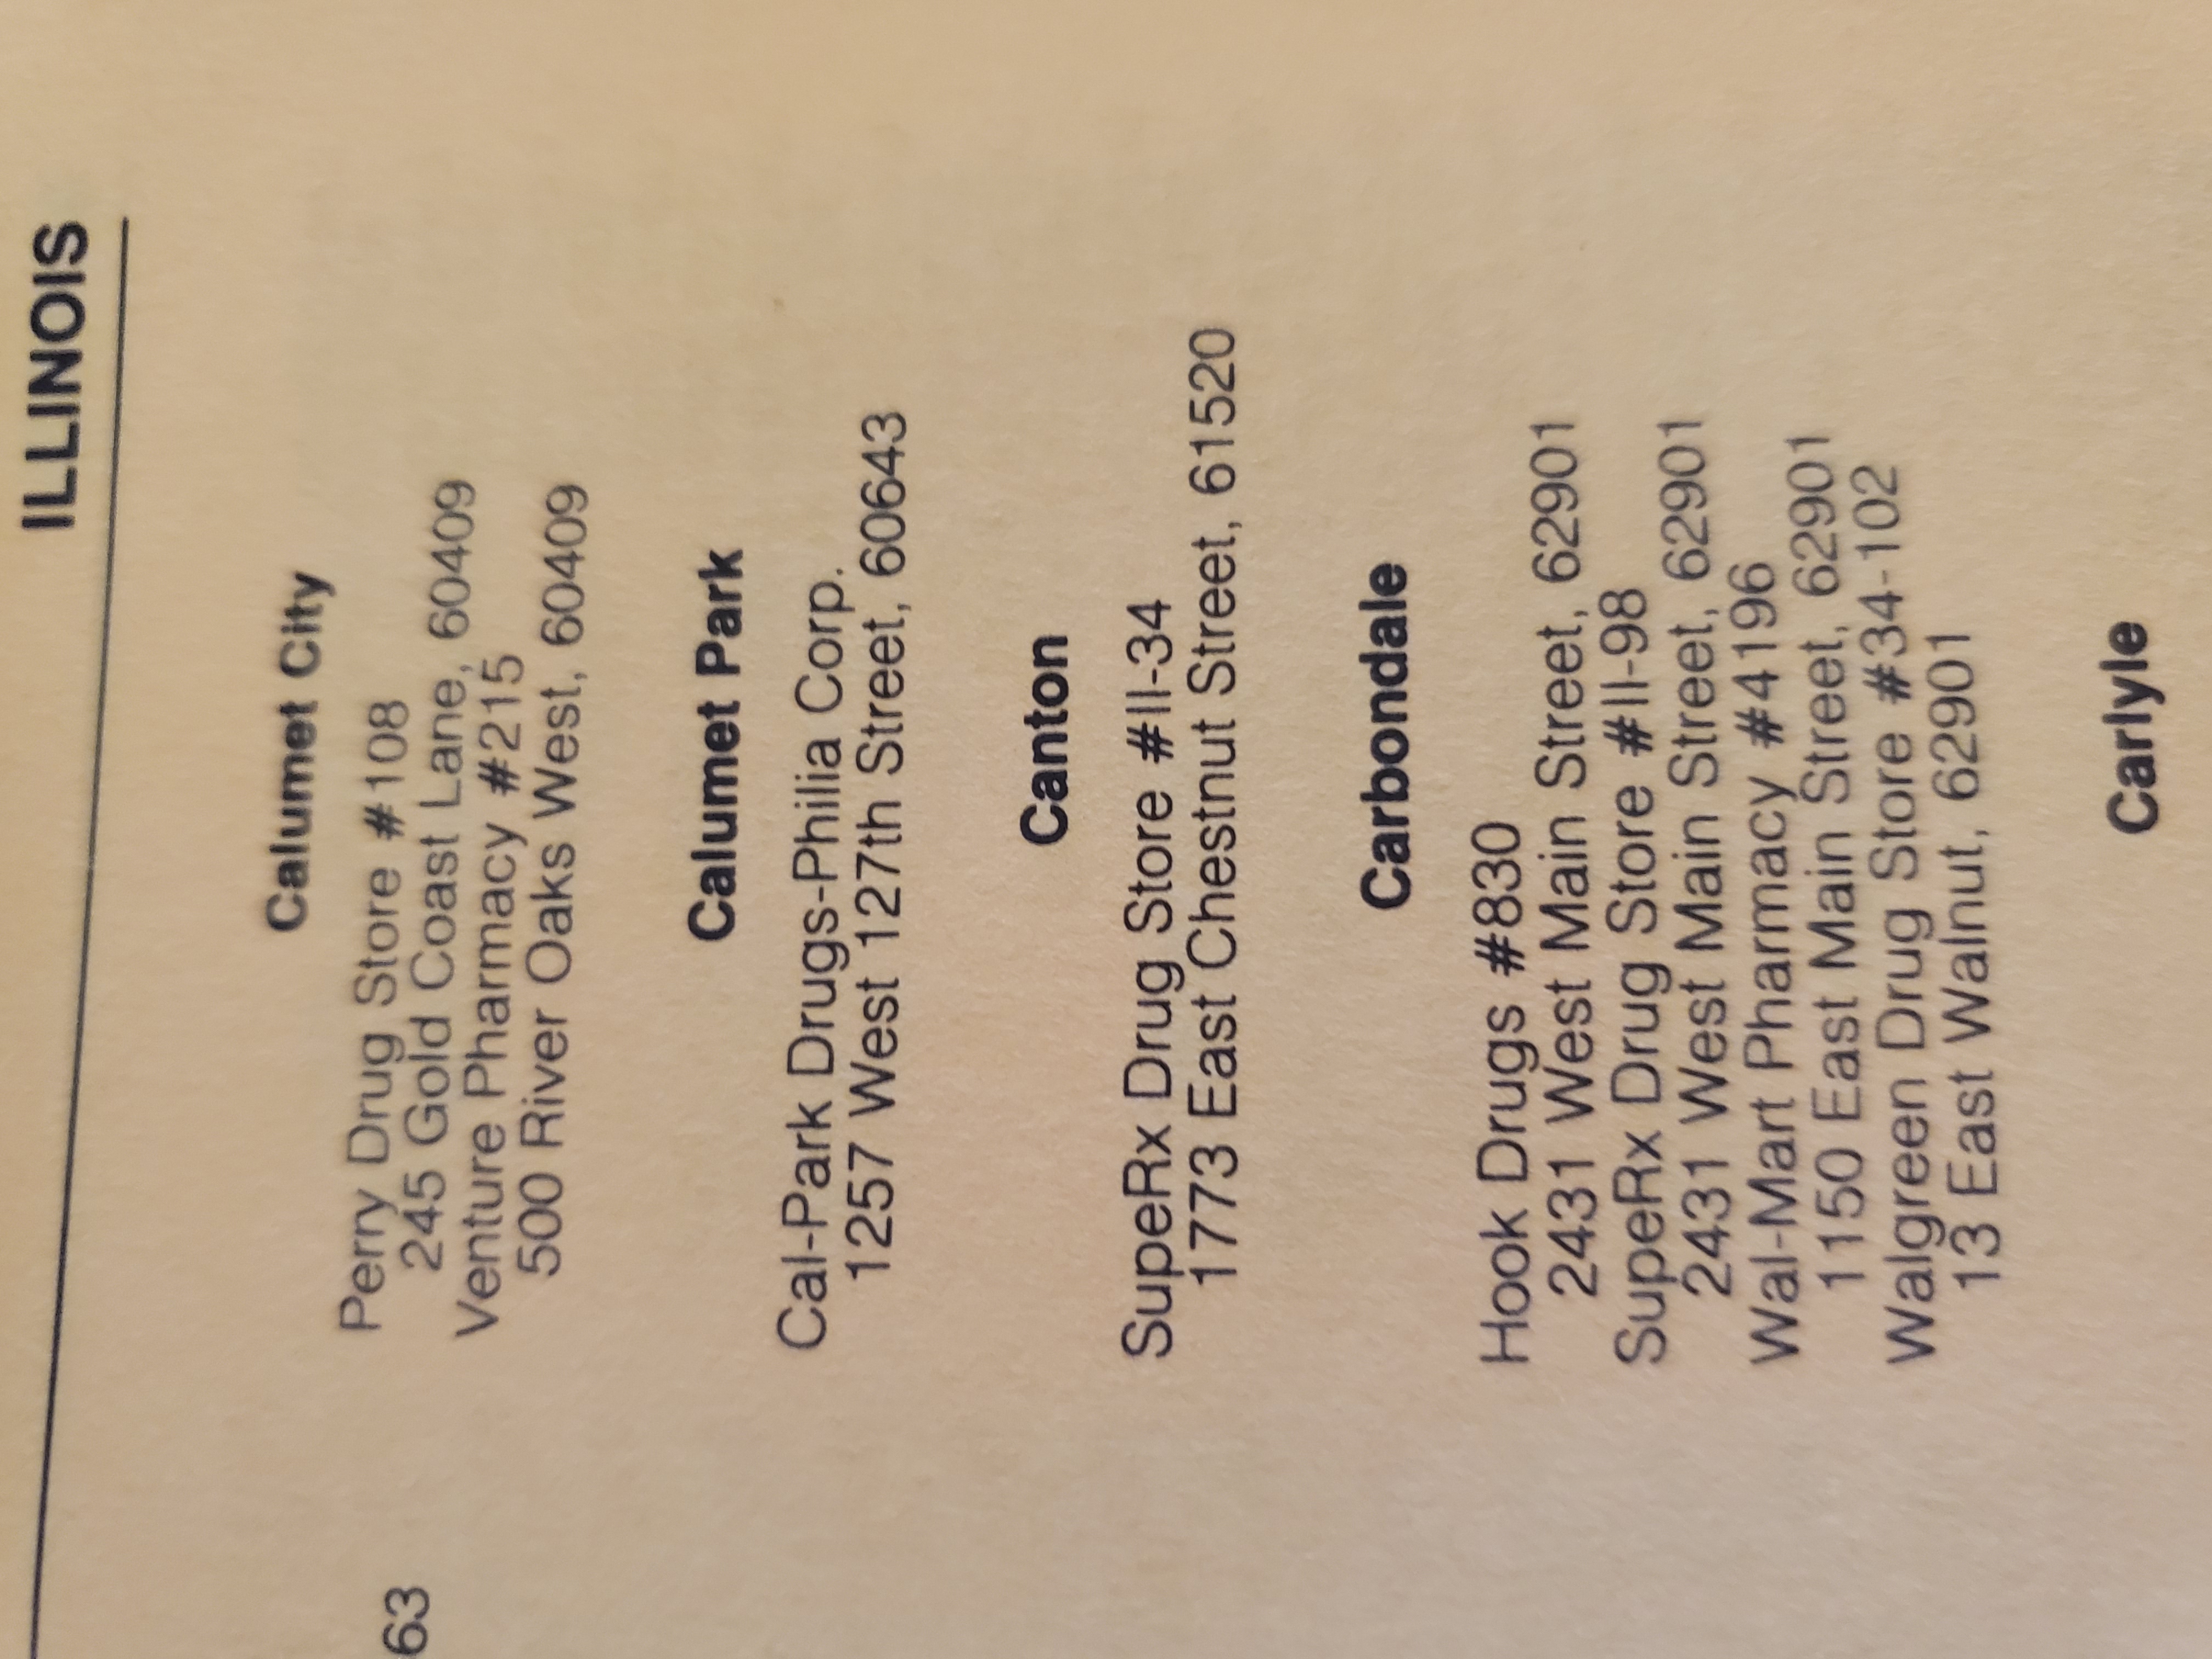 ILLINOIS
63
Calumet City
Perry Drug Store #108
245 Gold Coast Lane, 60409
Venture Pharmacy #215
500 River Oaks West, 60409
Calumet Park
Cal-Park Drugs-Philia Corp.
1257 West 127th Street, 60643
Canton
SupeRx Drug Store #II-34
1773 East Chestnut Street, 61520
Carbondale
Hook Drugs #830
2431 West Main Street, 62901
SupeRx Drug Store #II-98
2431 West Main Street, 62901
Wal-Mart Pharmacy #4196
1150 East Main Street, 62901
Walgreen Drug Store #34-102
13 East Walnut, 62901
Carlyle